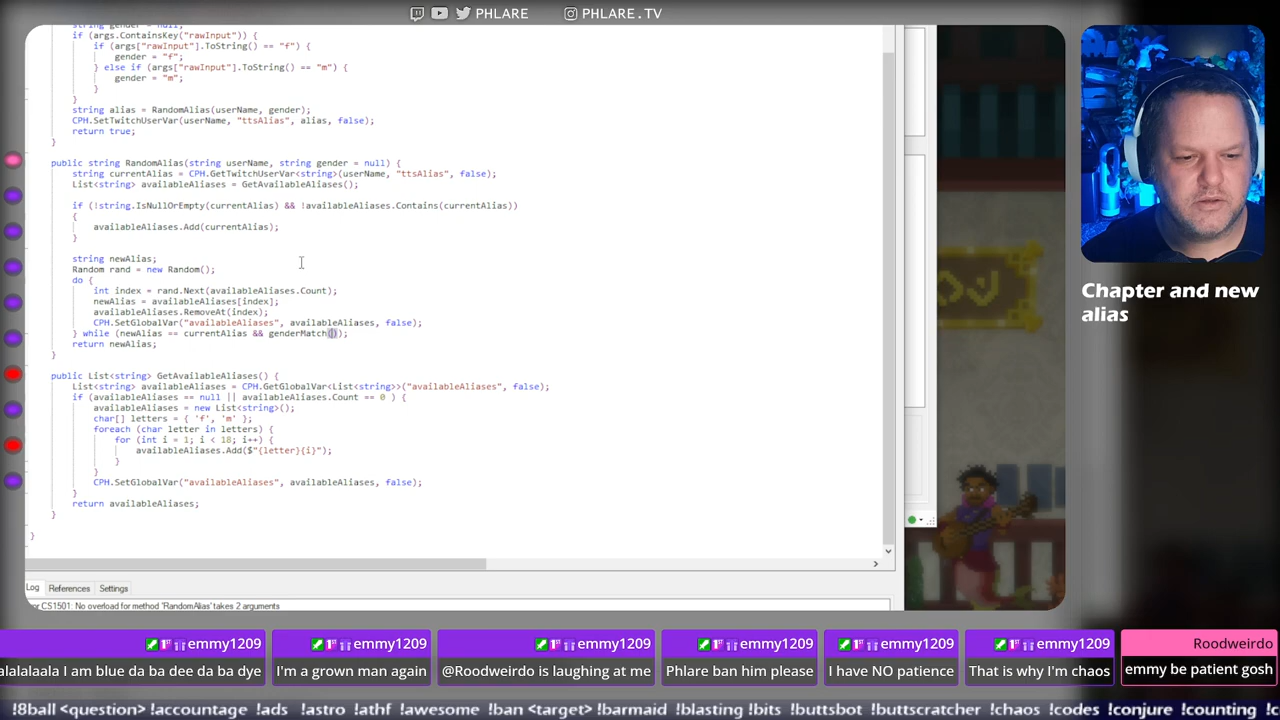 PHLARE
PHLARE.TV
string gender = null;
if (args.ContainsKey("rawInput")) {
if (args["rawInput"].ToString() == "f") {
gender = "f";
} else if (args["rawInput"].ToString() == "m") {
gender = "m";
}
}
string alias = RandomAlias(userName, gender);
CPH.SetTwitchUserVar(userName, "ttsAlias", alias, false);
return true;
}
public string RandomAlias(string userName, string gender = null) {
string currentAlias = CPH.GetTwitchUserVar<string>(userName, "ttsAlias", false);
List<string> availableAliases = GetAvailableAliases();
if (!string.IsNullOrEmpty(currentAlias) && !availableAliases.Contains(currentAlias))
{
availableAliases.Add(currentAlias);
}
string newAlias;
Random rand = new Random();
do {
int index = rand.Next(availableAliases.Count);
newAlias = availableAliases[index];
availableAliases.RemoveAt(index);
CPH.SetGlobalVar("availableAliases", availableAliases, false);
} while (newAlias == currentAlias && genderMatch());
return newAlias;
}
public List<string> GetAvailableAliases() {
List<string> availableAliases = CPH.GetGlobalVar<List<string>>("availableAliases", false);
if (availableAliases == null || availableAliases.Count == 0 ) {
availableAliases = new List<string>();
char[] letters = { 'f', 'm' };
foreach (char letter in letters) {
for (int i = 1; i < 18; i++) {
availableAliases.Add($"{letter}{i}");
}
}
CPH.SetGlobalVar("availableAliases", availableAliases, false);
}
return availableAliases;
}
}
Log References Settings
CS1501: No overload for method 'RandomAlias' takes 2 arguments
Chapter and new
alias
emmy1209
alalalaaala I am blue da ba dee da ba dye
emmy1209
I'm a grown man again
emmy1209
@Roodweirdo is laughing at me
emmy1209
Phlare ban him please
emmy1209
I have NO patience
emmy1209
That is why I'm chaos
Roodweirdo
emmy be patient gosh
!8ball <question> !accountage !ads !astro !athf !awesome !ban <target> !barmaid !blasting !bits !buttsbot !buttscratcher !chaos !codes !conjure !counting